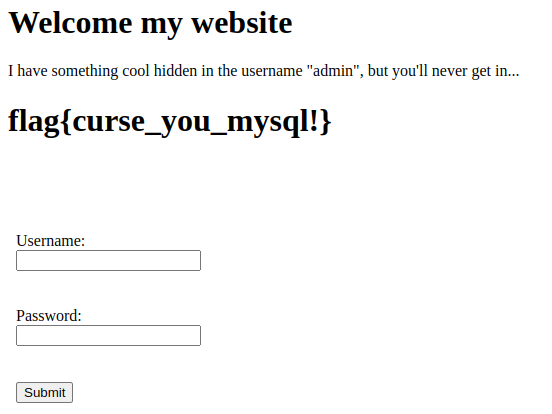 Welcome my website
I have something cool hidden in the username "admin", but you'll never get in...
flag{curse_you_mysql!}
Username:
Password:
Submit